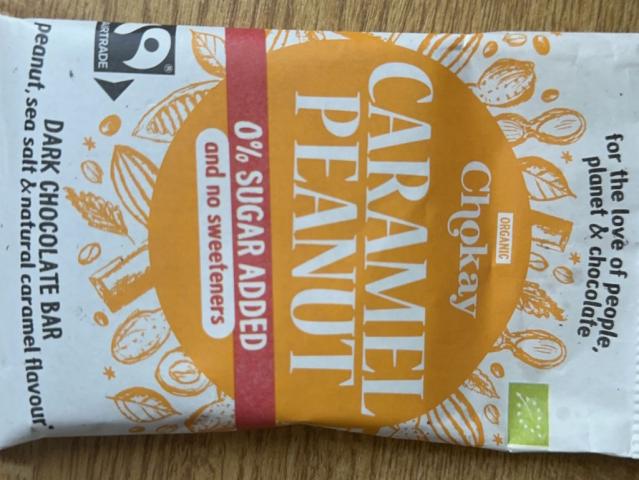 for the love of people,
planet & chocolate
ORGANIC
Chokay
CARAMEL
PEANUT
0% SUGAR ADDED
and no sweeteners
FAIRTRADE
DARK CHOCOLATE BAR
peanut, sea salt & natural caramel flavour